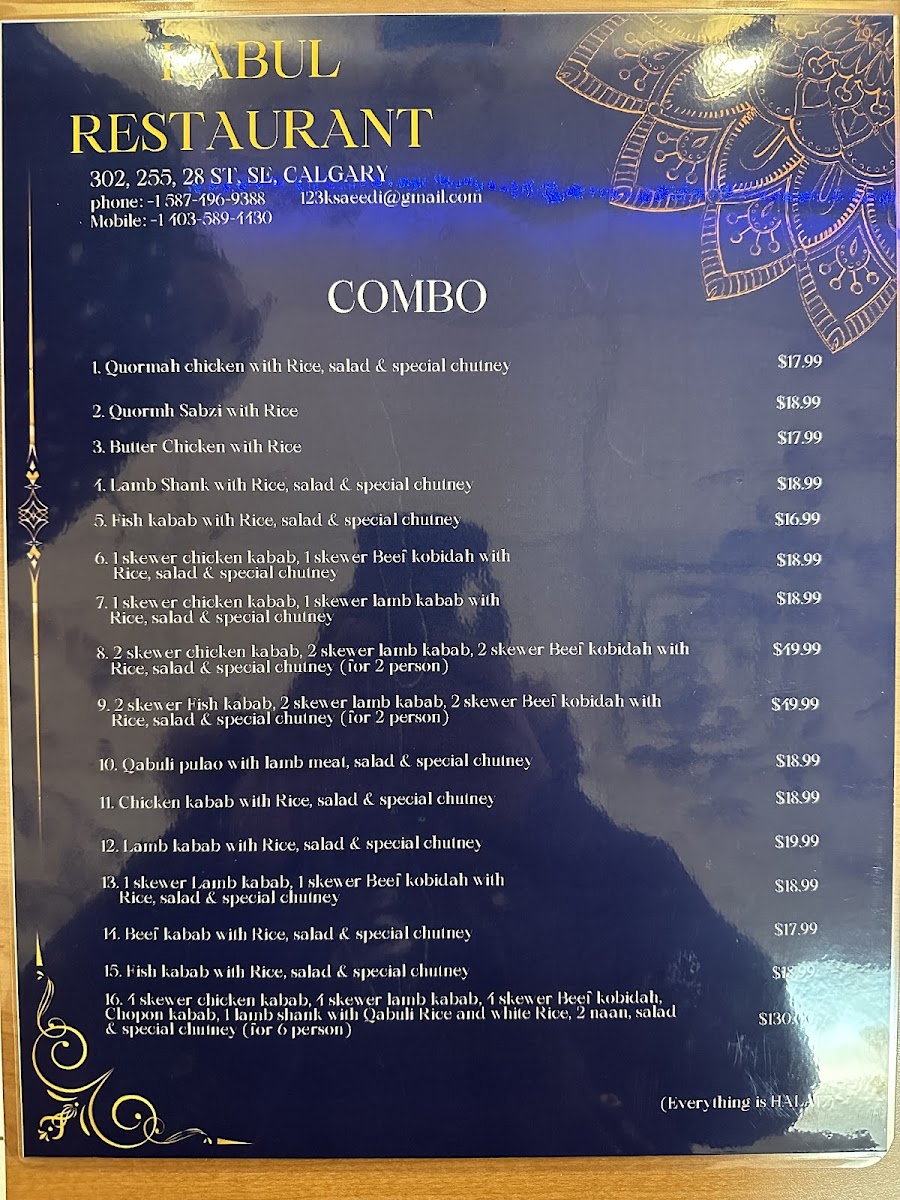 KABUL
RESTAURANT
302, 255, 28 ST, SE, CALGARY
phone: -1 587-496-9388 123ksaeedi@gmail.com
Mobile: -1 403-589-4430
COMBO
1. Quormah chicken with Rice, salad & special chutney $17.99
2. Quormh Sabzi with Rice $18.99
3. Butter Chicken with Rice $17.99
4. Lamb Shank with Rice, salad & special chutney $18.99
5. Fish kabab with Rice, salad & special chutney $16.99
6. 1 skewer chicken kabab, 1 skewer Beef kobidah with $18.99
Rice, salad & special chutney
7. 1 skewer chicken kabab, 1 skewer lamb kabab with $18.99
Rice, salad & special chutney
8. 2 skewer chicken kabab, 2 skewer lamb kabab, 2 skewer Beef kobidah with $49.99
Rice, salad & special chutney (for 2 person)
9. 2 skewer Fish kabab, 2 skewer lamb kabab, 2 skewer Beef kobidah with $49.99
Rice, salad & special chutney (for 2 person)
10. Qabuli pulao with lamb meat, salad & special chutney $18.99
11. Chicken kabab with Rice, salad & special chutney $18.99
12. Lamb kabab with Rice, salad & special chutney $19.99
13. 1 skewer Lamb kabab, 1 skewer Beef kobidah with $18.99
Rice, salad & special chutney
14. Beef kabab with Rice, salad & special chutney $17.99
15. Fish kabab with Rice, salad & special chutney
16. 4 skewer chicken kabab, 4 skewer lamb kabab, 4 skewer Beef kobidah,
Chopon kabab, 1 lamb shank with Qabuli Rice and white Rice, 2 naan, salad
& special chutney (for 6 person)
(Everything is